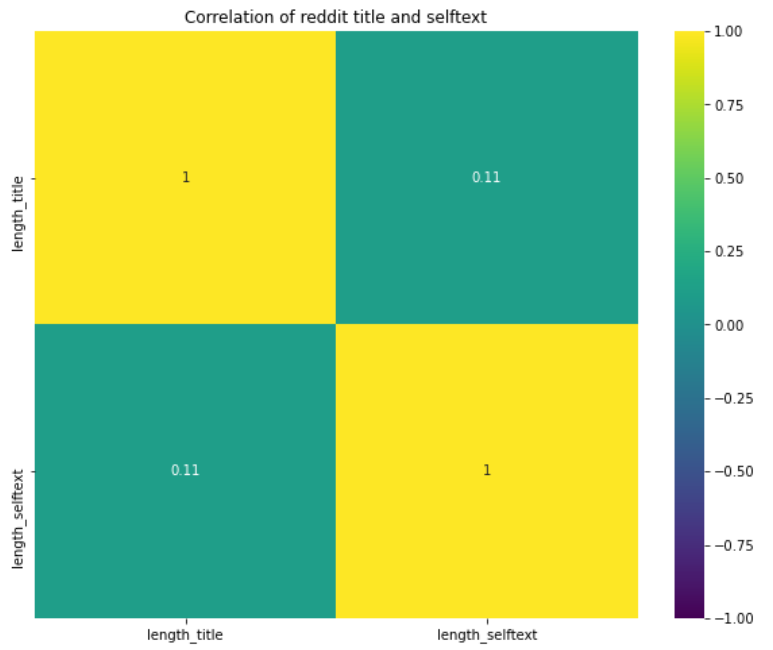 Correlation of reddit title and selftext
length_title
length_selftext
1
0.11
0.11
1
length_title
length_selftext
1.00
0.75
0.50
0.25
0.00
−0.25
−0.50
−0.75
−1.00